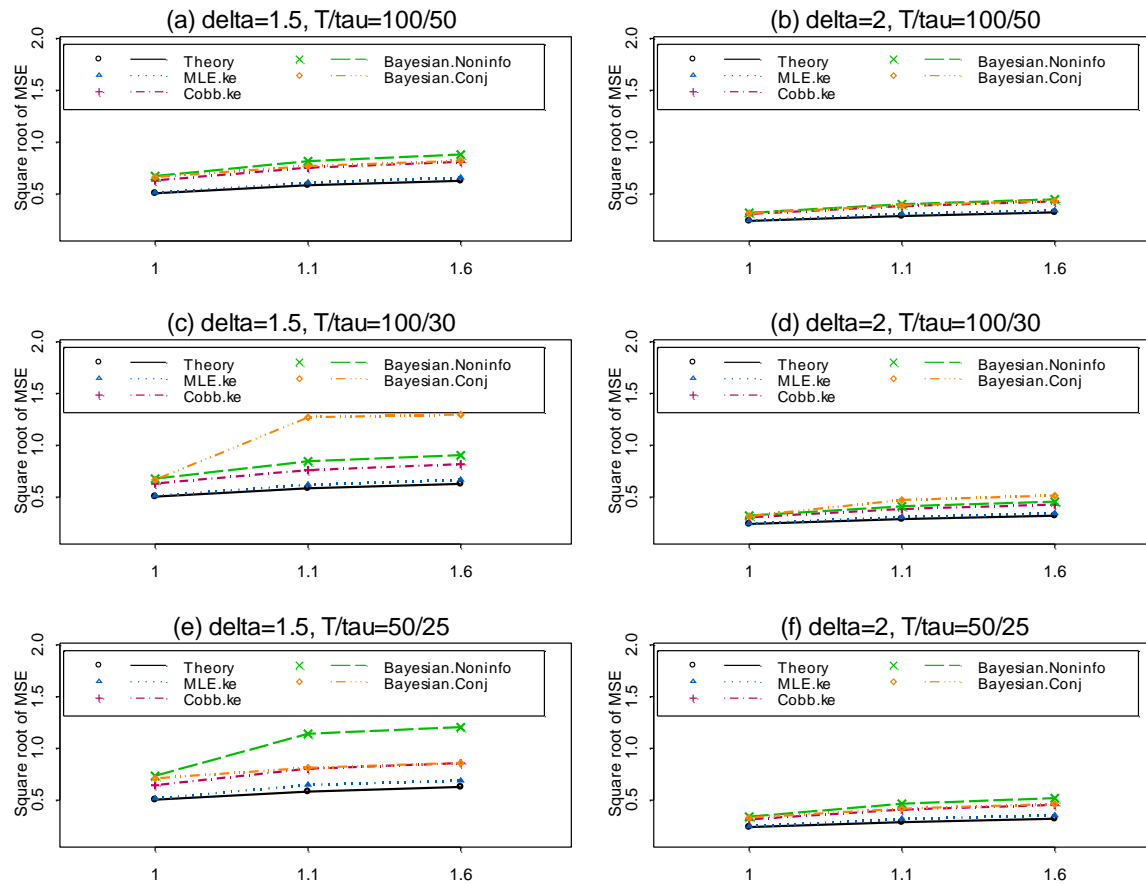 (a) delta=1.5, T/tau=100/50
Square root of MSE
2.0
1.5
1.0
0.5
Theory
MLE.ke
Cobb.ke
Bayesian.Noninfo
Bayesian.Conj
1 1.1 1.6
(b) delta=2, T/tau=100/50
Square root of MSE
2.0
1.5
1.0
0.5
Theory
MLE.ke
Cobb.ke
Bayesian.Noninfo
Bayesian.Conj
1 1.1 1.6
(c) delta=1.5, T/tau=100/30
Square root of MSE
2.0
1.5
1.0
0.5
Theory
MLE.ke
Cobb.ke
Bayesian.Noninfo
Bayesian.Conj
1 1.1 1.6
(d) delta=2, T/tau=100/30
Square root of MSE
2.0
1.5
1.0
0.5
Theory
MLE.ke
Cobb.ke
Bayesian.Noninfo
Bayesian.Conj
1 1.1 1.6
(e) delta=1.5, T/tau=50/25
Square root of MSE
2.0
1.5
1.0
0.5
Theory
MLE.ke
Cobb.ke
Bayesian.Noninfo
Bayesian.Conj
1 1.1 1.6
(f) delta=2, T/tau=50/25
Square root of MSE
2.0
1.5
1.0
0.5
Theory
MLE.ke
Cobb.ke
Bayesian.Noninfo
Bayesian.Conj
1 1.1 1.6